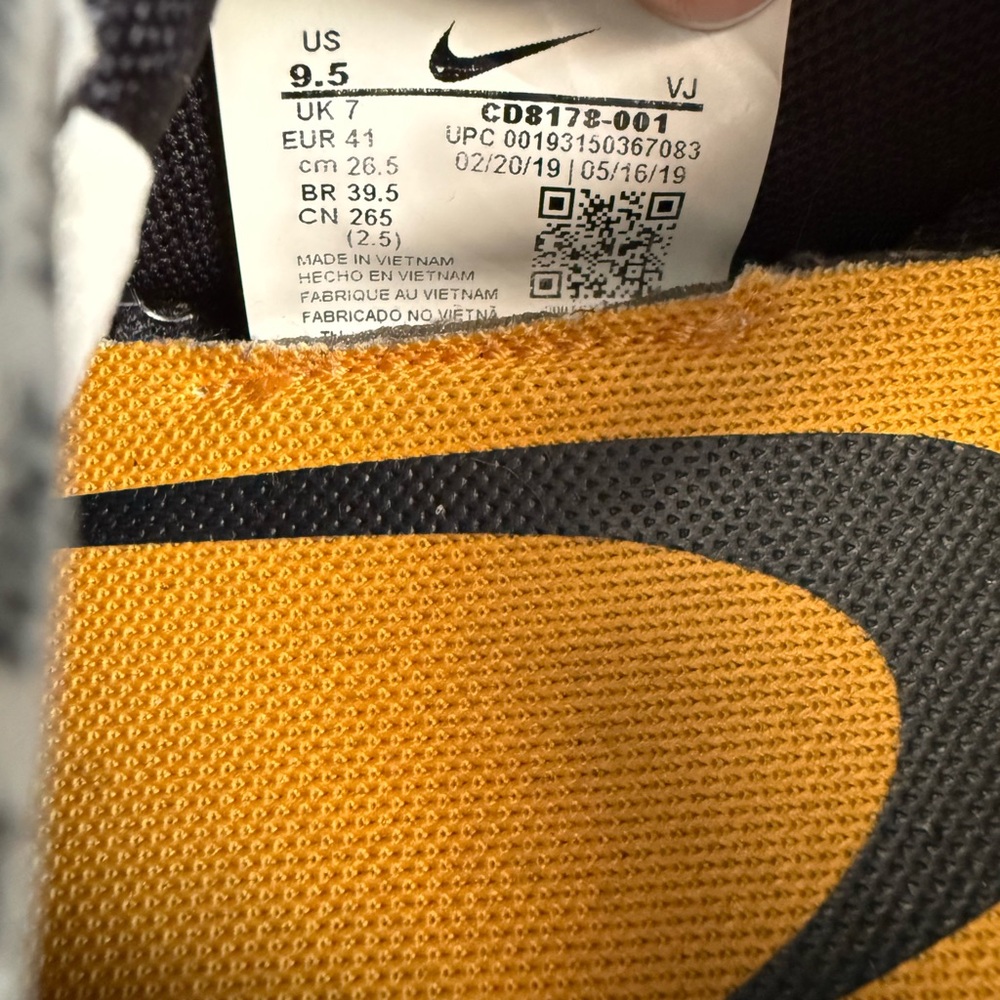 US
9.5
VJ
UK 7
CD8178-001
EUR 41
UPC 00193150367083
cm 26.5
02/20/19 | 05/16/19
BR 39.5
CN 265
(2.5)
MADE IN VIETNAM
HECHO EN VIETNAM
FABRIQUE AU VIETNAM
FABRICADO NO VIETNÃ